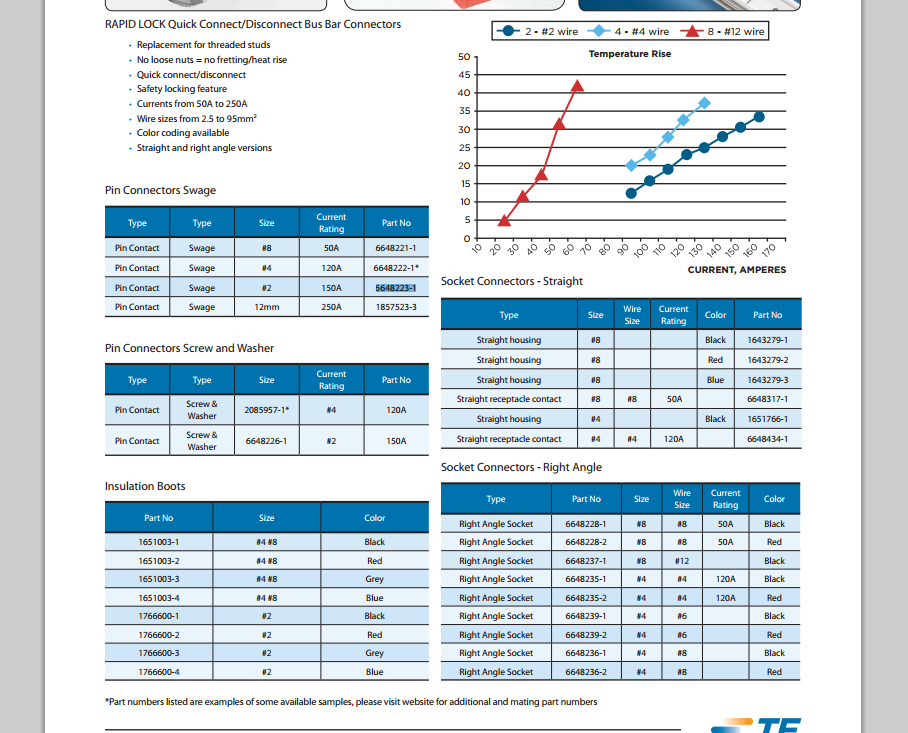 RAPID LOCK Quick Connect/Disconnect Bus Bar Connectors
• Replacement for threaded studs
• No loose nuts = no fretting/heat rise
• Quick connect/disconnect
• Safety locking feature
• Currents from 50A to 250A
• Wire sizes from 2.5 to 95mm²
• Color coding available
• Straight and right angle versions
Pin Connectors Swage
Type Type Size Current Rating Part No
Pin Contact Swage #8 50A 6648221-1
Pin Contact Swage #4 120A 6648222-1*
Pin Contact Swage #2 150A 5648223-1
Pin Contact Swage 12mm 250A 1857523-3
Pin Connectors Screw and Washer
Type Type Size Current Rating Part No
Pin Contact Screw & Washer 2085957-1* #4 120A
Pin Contact Screw & Washer 6648226-1 #2 150A
Insulation Boots
Part No Size Color
1651003-1 #4 #8 Black
1651003-2 #4 #8 Red
1651003-3 #4 #8 Grey
1651003-4 #4 #8 Blue
1766600-1 #2 Black
1766600-2 #2 Red
1766600-3 #2 Grey
1766600-4 #2 Blue
2 - #2 wire 4 - #4 wire 8 - #12 wire
Temperature Rise
50
45
40
35
30
25
20
15
10
5
0
10 20 30 40 50 60 70 80 90 100 110 120 130 140 150 160 170
CURRENT, AMPERES
Socket Connectors - Straight
Type Size Wire Size Current Rating Color Part No
Straight housing #8 Black 1643279-1
Straight housing #8 Red 1643279-2
Straight housing #8 Blue 1643279-3
Straight receptacle contact #8 #8 50A 6648317-1
Straight housing #4 Black 1651766-1
Straight receptacle contact #4 #4 120A 6648434-1
Socket Connectors - Right Angle
Type Part No Size Wire Size Current Rating Color
Right Angle Socket 6648228-1 #8 #8 50A Black
Right Angle Socket 6648228-2 #8 #8 50A Red
Right Angle Socket 6648237-1 #8 #12 Black
Right Angle Socket 6648235-1 #4 #4 120A Black
Right Angle Socket 6648235-2 #4 #4 120A Red
Right Angle Socket 6648239-1 #4 #6 Black
Right Angle Socket 6648239-2 #4 #6 Red
Right Angle Socket 6648236-1 #4 #8 Black
Right Angle Socket 6648236-2 #4 #8 Red
*Part numbers listed are examples of some available samples, please visit website for additional and mating part numbers
TE